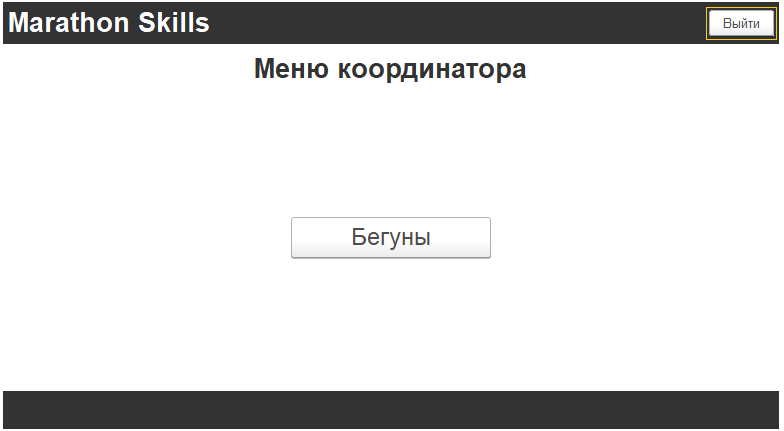 Marathon Skills
Выйти
Меню координатора
Бегуны